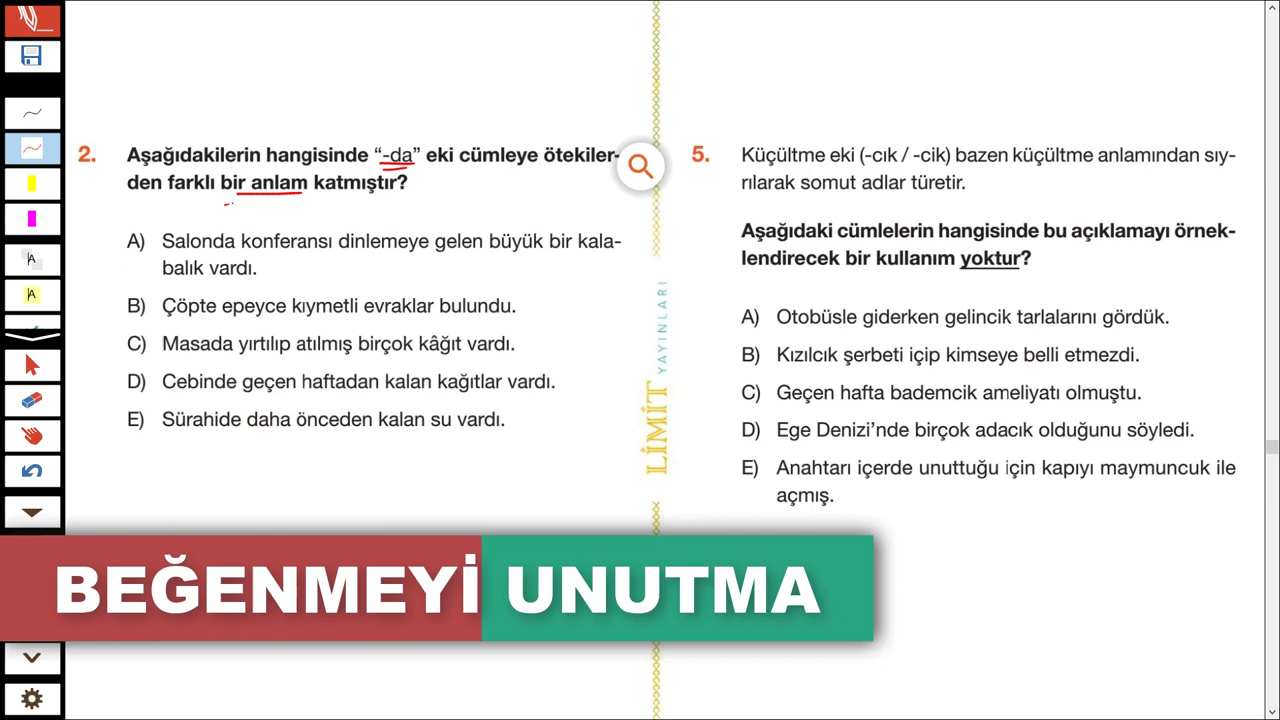 2. Aşağıdakilerin hangisinde “-da” eki cümleye ötekiler-
den farklı bir anlam katmıştır?
A) Salonda konferansı dinlemeye gelen büyük bir kala-
balık vardı.
B) Çöpte epeyce kıymetli evraklar bulundu.
C) Masada yırtılıp atılmış birçok kâğıt vardı.
D) Cebinde geçen haftadan kalan kağıtlar vardı.
E) Sürahide daha önceden kalan su vardı.
LİMİT YAYINLARI
5. Küçültme eki (-cık / -cik) bazen küçültme anlamından sıy-
rılarak somut adlar türetir.
Aşağıdaki cümlelerin hangisinde bu açıklamayı örnek-
lendirecek bir kullanım yoktur?
A) Otobüsle giderken gelincik tarlalarını gördük.
B) Kızılcık şerbeti içip kimseye belli etmezdi.
C) Geçen hafta bademcik ameliyatı olmuştu.
D) Ege Denizi’nde birçok adacık olduğunu söyledi.
E) Anahtarı içerde unuttuğu için kapıyı maymuncuk ile
açmış.
BEĞENMEYİ UNUTMA
A
A